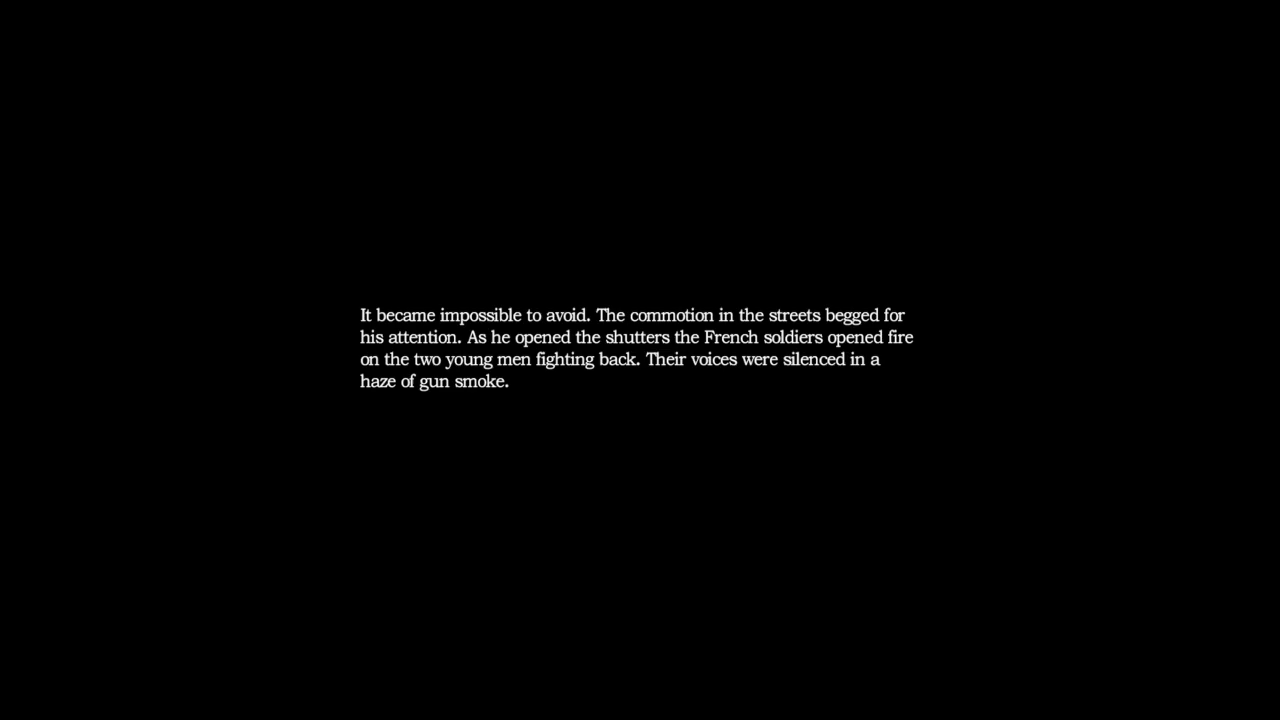 It became impossible to avoid. The commotion in the streets begged for
his attention. As he opened the shutters the French soldiers opened fire
on the two young men fighting back. Their voices were silenced in a
haze of gun smoke.